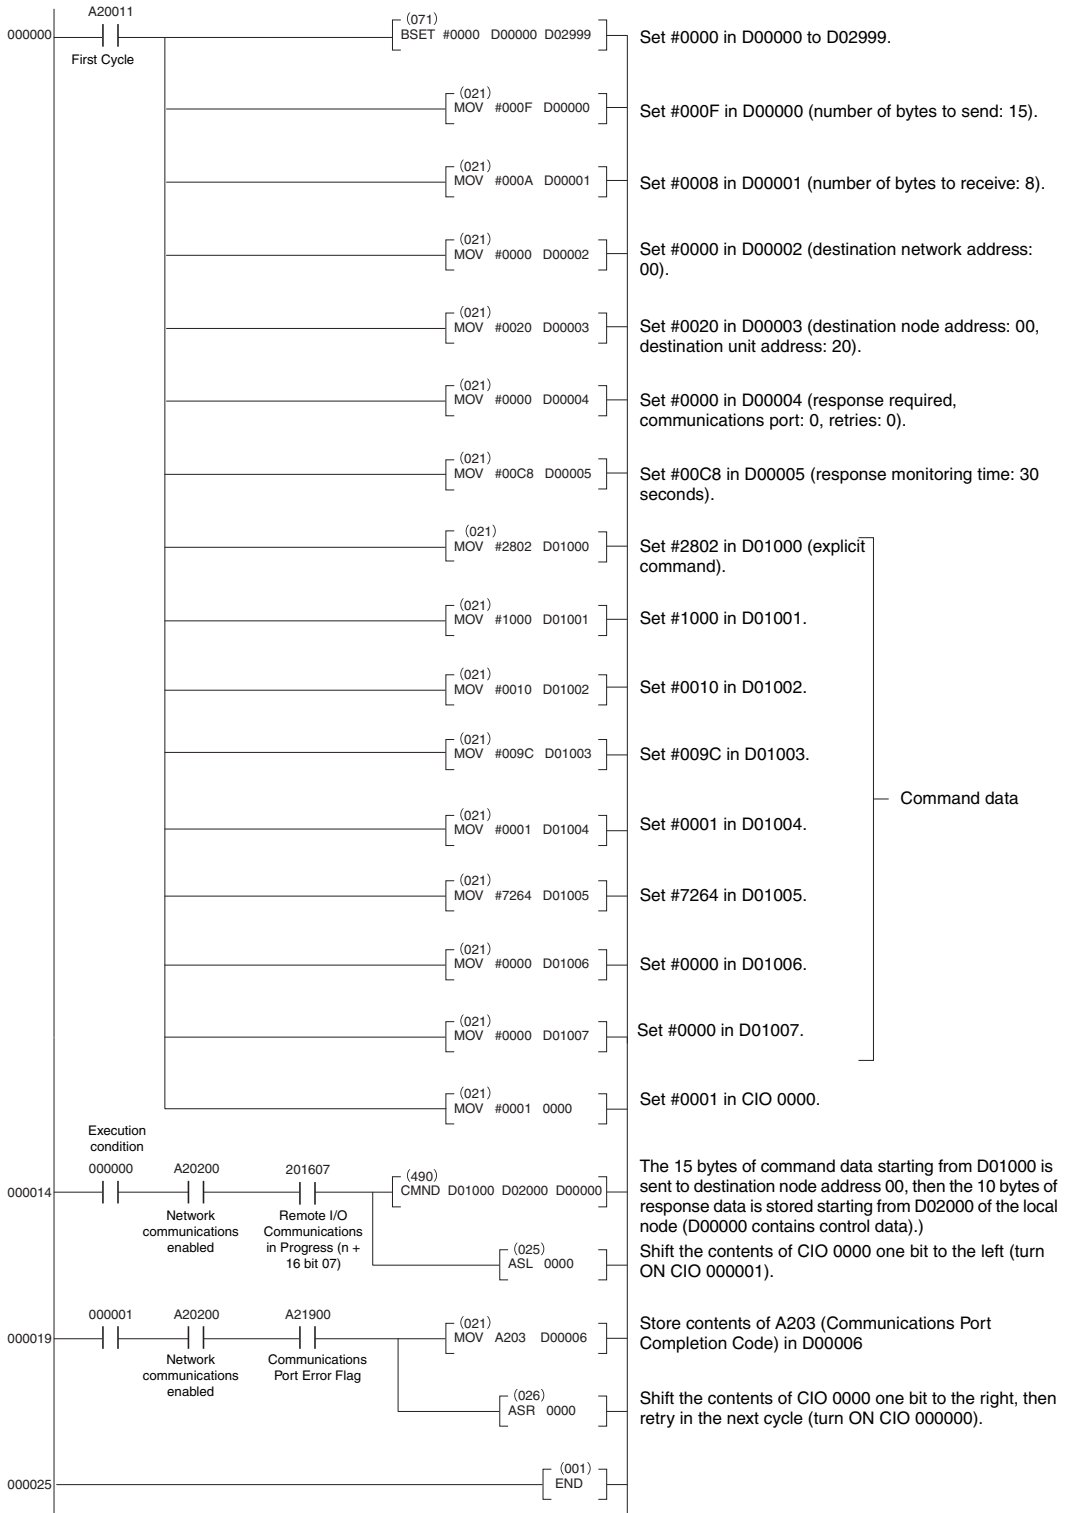 A20011
000000
First Cycle
(071)
BSET #0000 D00000 D02999
Set #0000 in D00000 to D02999.
(021)
MOV #000F D00000
Set #000F in D00000 (number of bytes to send: 15).
(021)
MOV #000A D00001
Set #0008 in D00001 (number of bytes to receive: 8).
(021)
MOV #0000 D00002
Set #0000 in D00002 (destination network address:
00).
(021)
MOV #0020 D00003
Set #0020 in D00003 (destination node address: 00,
destination unit address: 20).
(021)
MOV #0000 D00004
Set #0000 in D00004 (response required,
communications port: 0, retries: 0).
(021)
MOV #00C8 D00005
Set #00C8 in D00005 (response monitoring time: 30
seconds).
(021)
MOV #2802 D01000
Set #2802 in D01000 (explicit
command).
(021)
MOV #1000 D01001
Set #1000 in D01001.
(021)
MOV #0010 D01002
Set #0010 in D01002.
(021)
MOV #009C D01003
Set #009C in D01003.
Command data
(021)
MOV #0001 D01004
Set #0001 in D01004.
(021)
MOV #7264 D01005
Set #7264 in D01005.
(021)
MOV #0000 D01006
Set #0000 in D01006.
(021)
MOV #0000 D01007
Set #0000 in D01007.
(021)
MOV #0001 0000
Set #0001 in CIO 0000.
Execution
condition
000000 A20200 201607
000014
Network
communications
enabled
Remote I/O
Communications
in Progress (n +
16 bit 07)
(490)
CMND D01000 D02000 D00000
The 15 bytes of command data starting from D01000 is
sent to destination node address 00, then the 10 bytes of
response data is stored starting from D02000 of the local
node (D00000 contains control data).)
(025)
ASL 0000
Shift the contents of CIO 0000 one bit to the left (turn
ON CIO 000001).
000001 A20200 A21900
000019
Network
communications
enabled
Communications
Port Error Flag
(021)
MOV A203 D00006
Store contents of A203 (Communications Port
Completion Code) in D00006
(026)
ASR 0000
Shift the contents of CIO 0000 one bit to the right, then
retry in the next cycle (turn ON CIO 000000).
000025
(001)
END